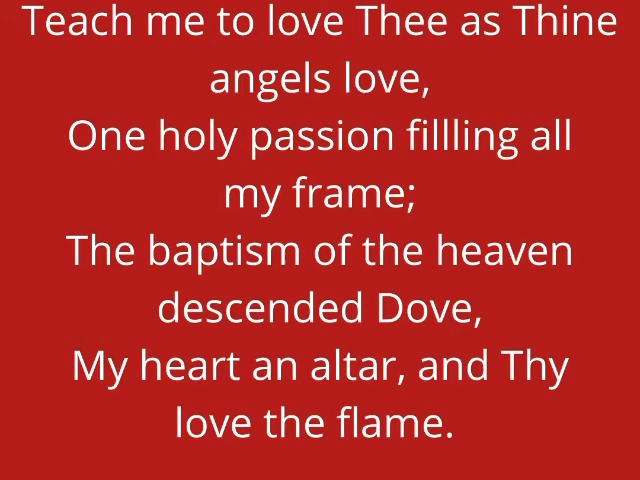 Teach me to love Thee as Thine
angels love,
One holy passion fillling all
my frame;
The baptism of the heaven
descended Dove,
My heart an altar, and Thy
love the flame.